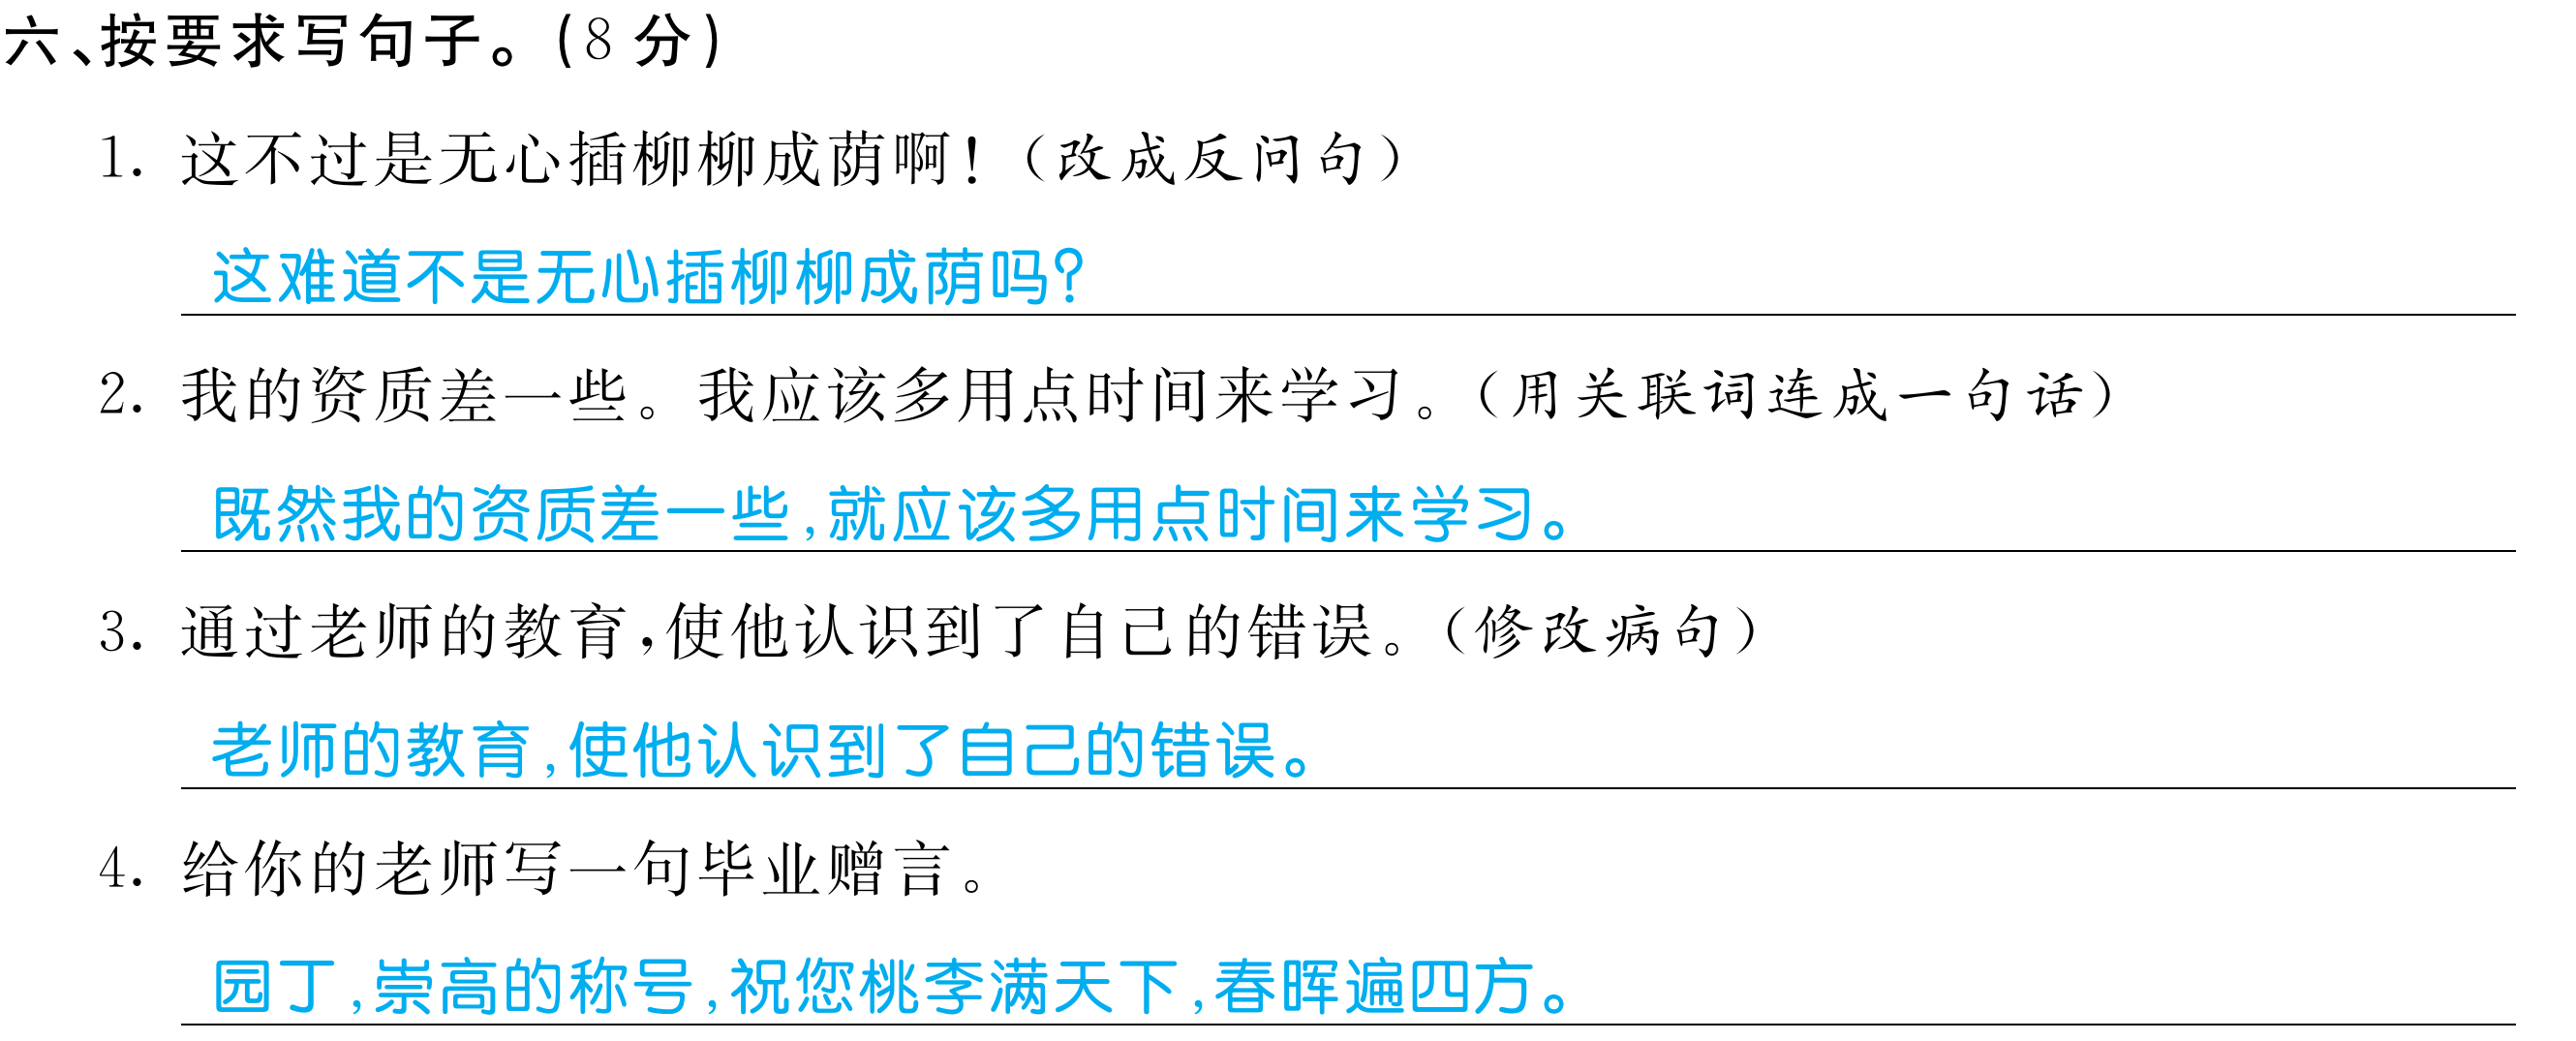 六、按要求写句子。(8 分)
1. 这不过是无心插柳柳成荫啊!(改成反问句)
这难道不是无心插柳柳成荫吗?
2. 我的资质差一些。我应该多用点时间来学习。(用关联词连成一句话)
既然我的资质差一些,就应该多用点时间来学习。
3. 通过老师的教育,使他认识到了自己的错误。(修改病句)
老师的教育,使他认识到了自己的错误。
4. 给你的老师写一句毕业赠言。
园丁,崇高的称号,祝您桃李满天下,春晖遍四方。